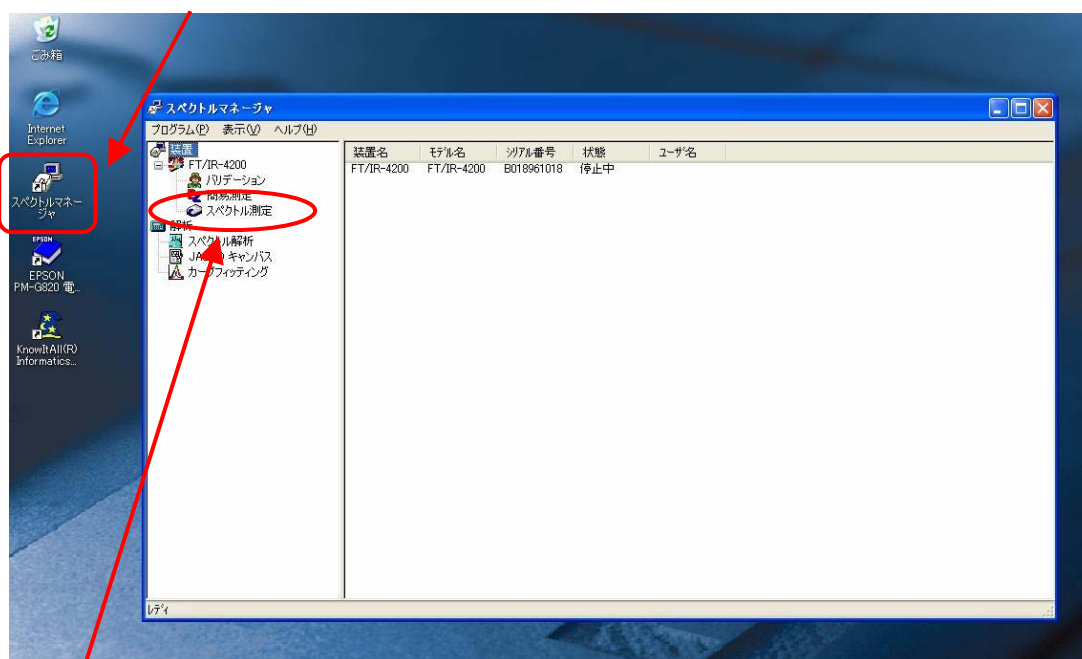 ごみ箱
Internet
Explorer
スペクトルマネー
ジャ
EPSON
EPSON
PM-G820 電...
KnowItAll(R)
Informatics...
スペクトルマネージャ
プログラム(P) 表示(V) ヘルプ(H)
装置
FT/IR-4200
バリデーション
簡易測定
スペクトル測定
解析
スペクトル解析
キャンバス
カーブフィッティング
装置名 モデル名 シリアル番号 状態 ユーザ名
FT/IR-4200 FT/IR-4200 B018961018 停止中
レディ